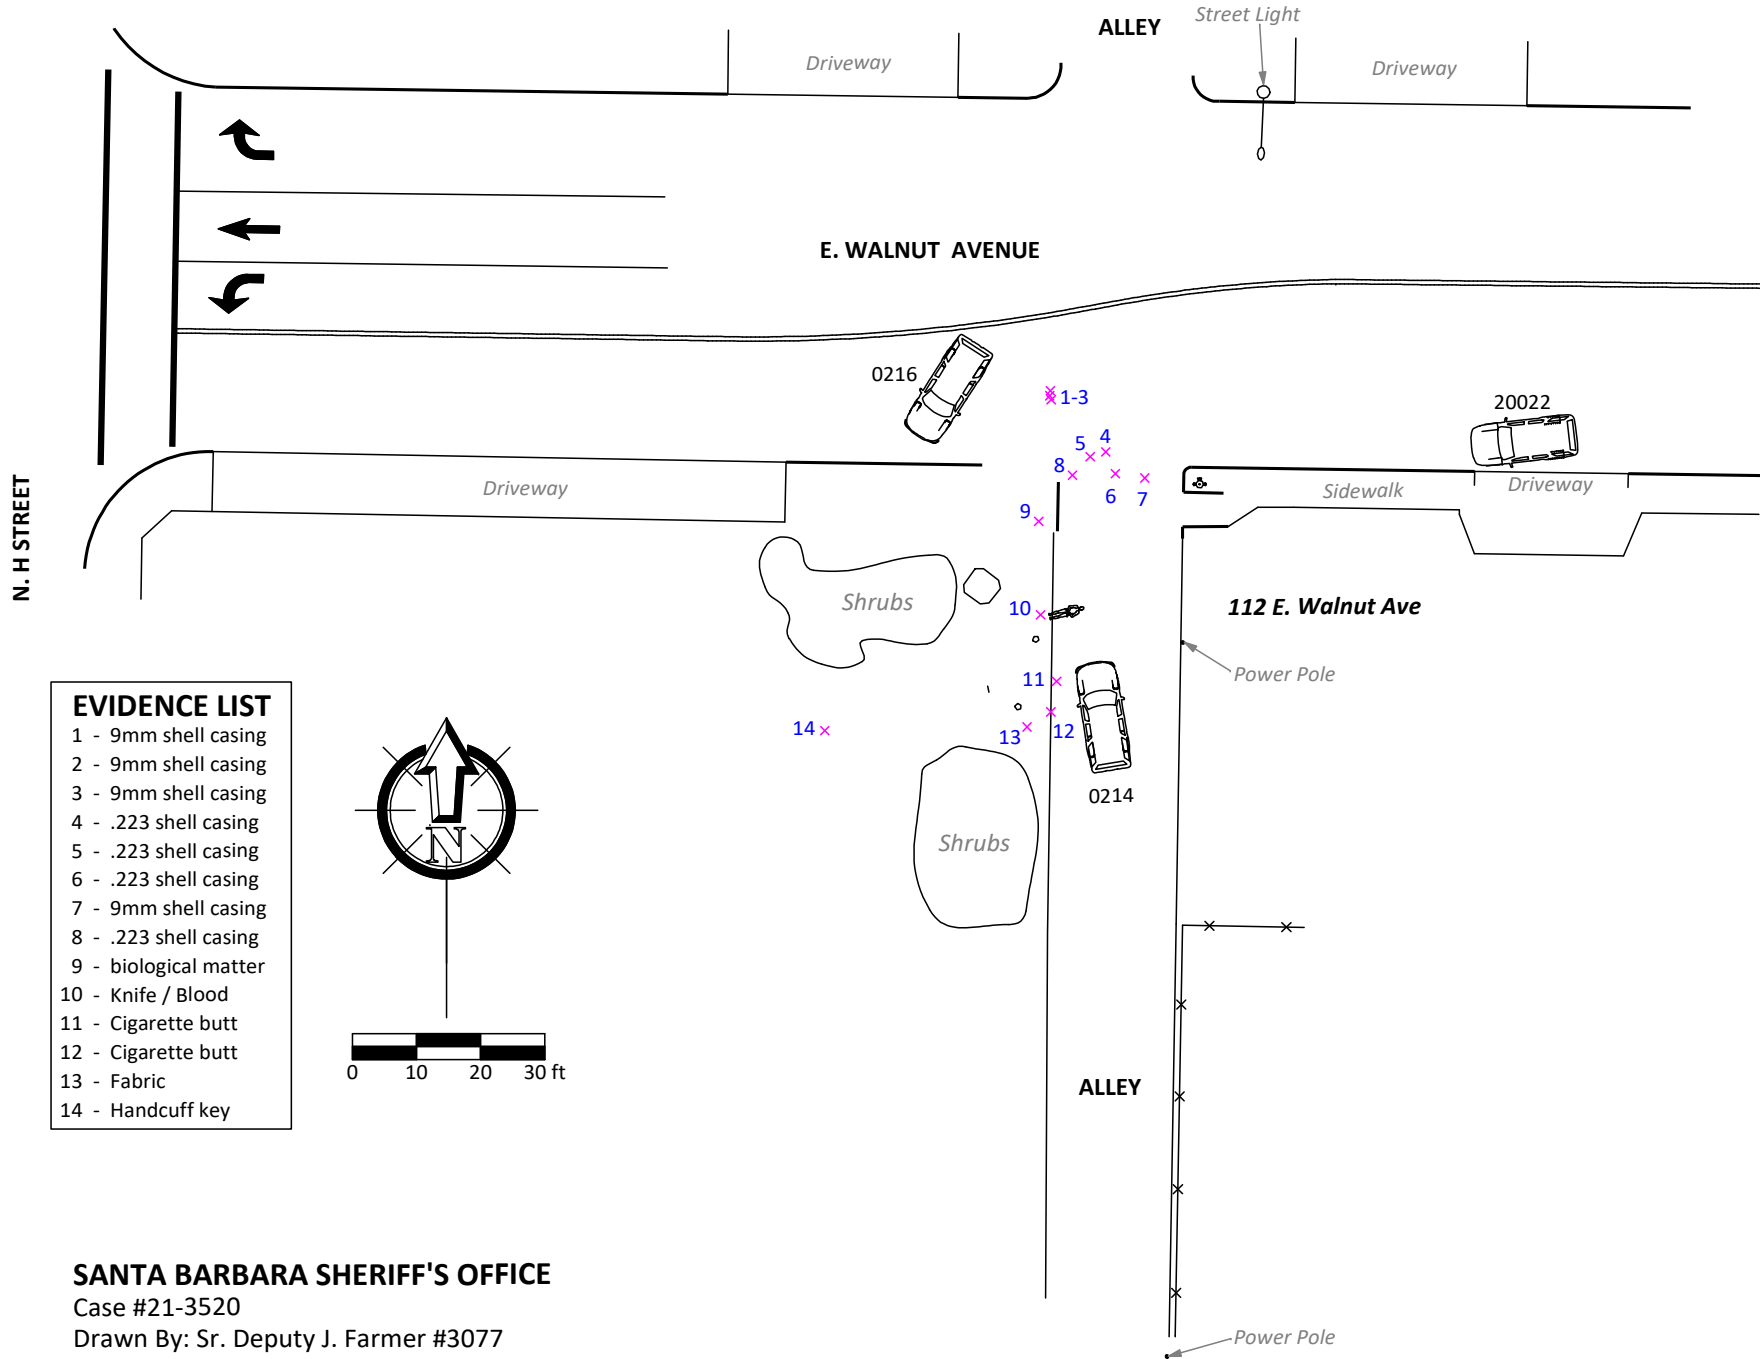 ALLEY
Street Light
Driveway
Driveway
E. WALNUT AVENUE
0216
1-3
20022
4
5
8
6
7
Driveway
Sidewalk
Driveway
N. H STREET
9
Shrubs
10
112 E. Walnut Ave
Power Pole
11
14
13
12
0214
Shrubs
EVIDENCE LIST
1 - 9mm shell casing
2 - 9mm shell casing
3 - 9mm shell casing
4 - .223 shell casing
5 - .223 shell casing
6 - .223 shell casing
7 - 9mm shell casing
8 - .223 shell casing
9 - biological matter
10 - Knife / Blood
11 - Cigarette butt
12 - Cigarette butt
13 - Fabric
14 - Handcuff key
N
0 10 20 30 ft
ALLEY
SANTA BARBARA SHERIFF'S OFFICE
Case #21-3520
Drawn By: Sr. Deputy J. Farmer #3077
Power Pole